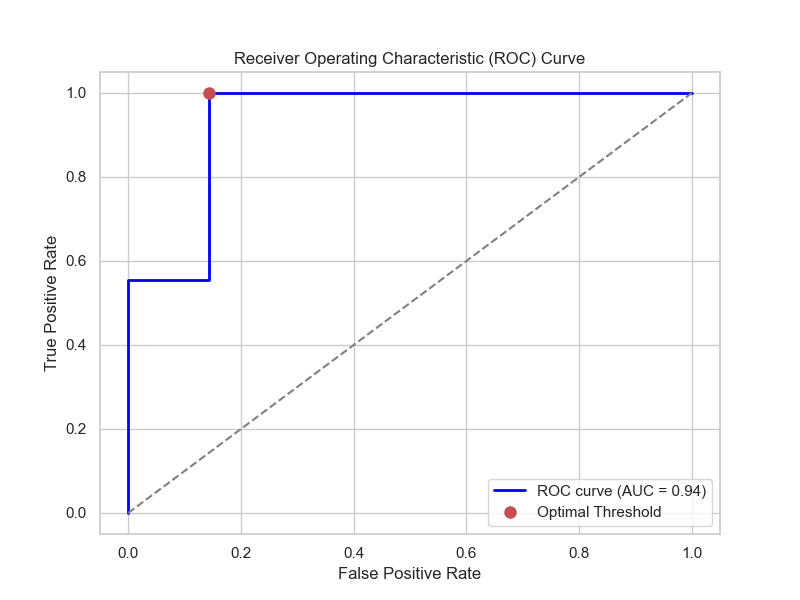 Receiver Operating Characteristic (ROC) Curve
True Positive Rate
1.0
0.8
0.6
0.4
0.2
0.0
ROC curve (AUC = 0.94)
Optimal Threshold
0.0 0.2 0.4 0.6 0.8 1.0
False Positive Rate